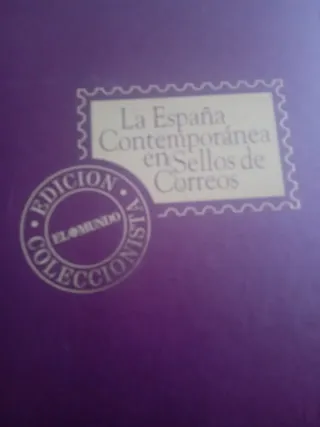 La España
Contemporánea
en Sellos de
Correos
EDICION · COLECCIONISTA ·
EL MUNDO